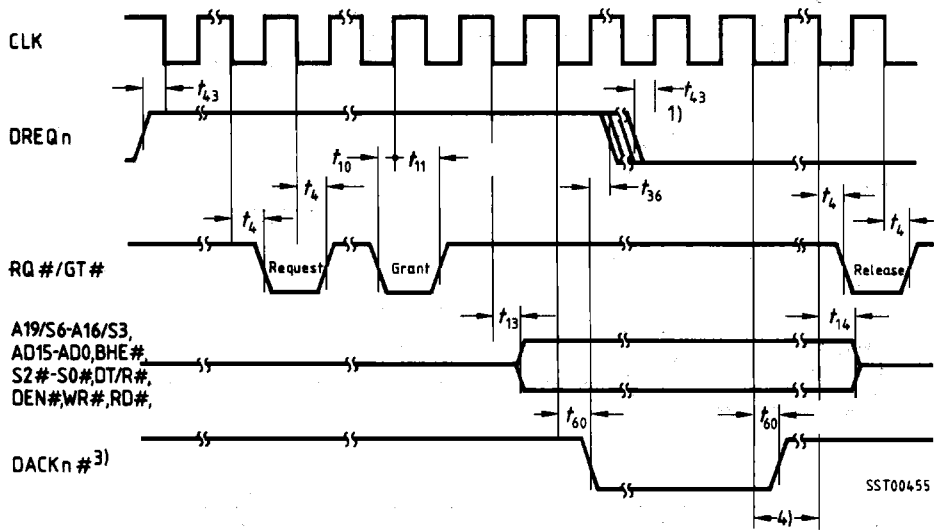 CLK
t43
t43
1)
DREQn
t10
t11
t4
t36
t4
t4
t4
RQ#/GT#
Request
Grant
Release
A19/S6-A16/S3,
AD15-AD0,BHE#,
S2#-S0#,DT/R#,
DEN#,WR#,RD#,
t13
t14
t60
t60
DACKn#3)
SST00455
4)